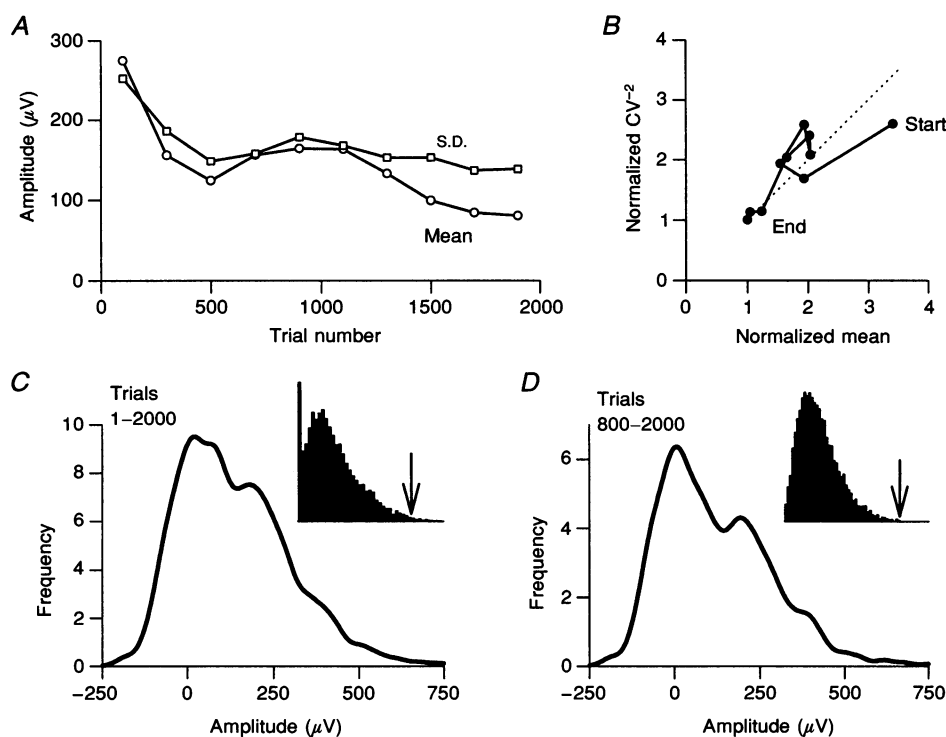 A
300
200
100
0
Amplitude (μV)
S.D.
Mean
0
500
1000
1500
2000
Trial number
B
4
3
2
1
0
Normalized CV⁻²
Start
End
0
1
2
3
4
Normalized mean
C
Trials
1–2000
10
8
6
4
2
0
Frequency
−250
0
250
500
750
Amplitude (μV)
D
Trials
800–2000
6
4
2
0
Frequency
−250
0
250
500
750
Amplitude (μV)